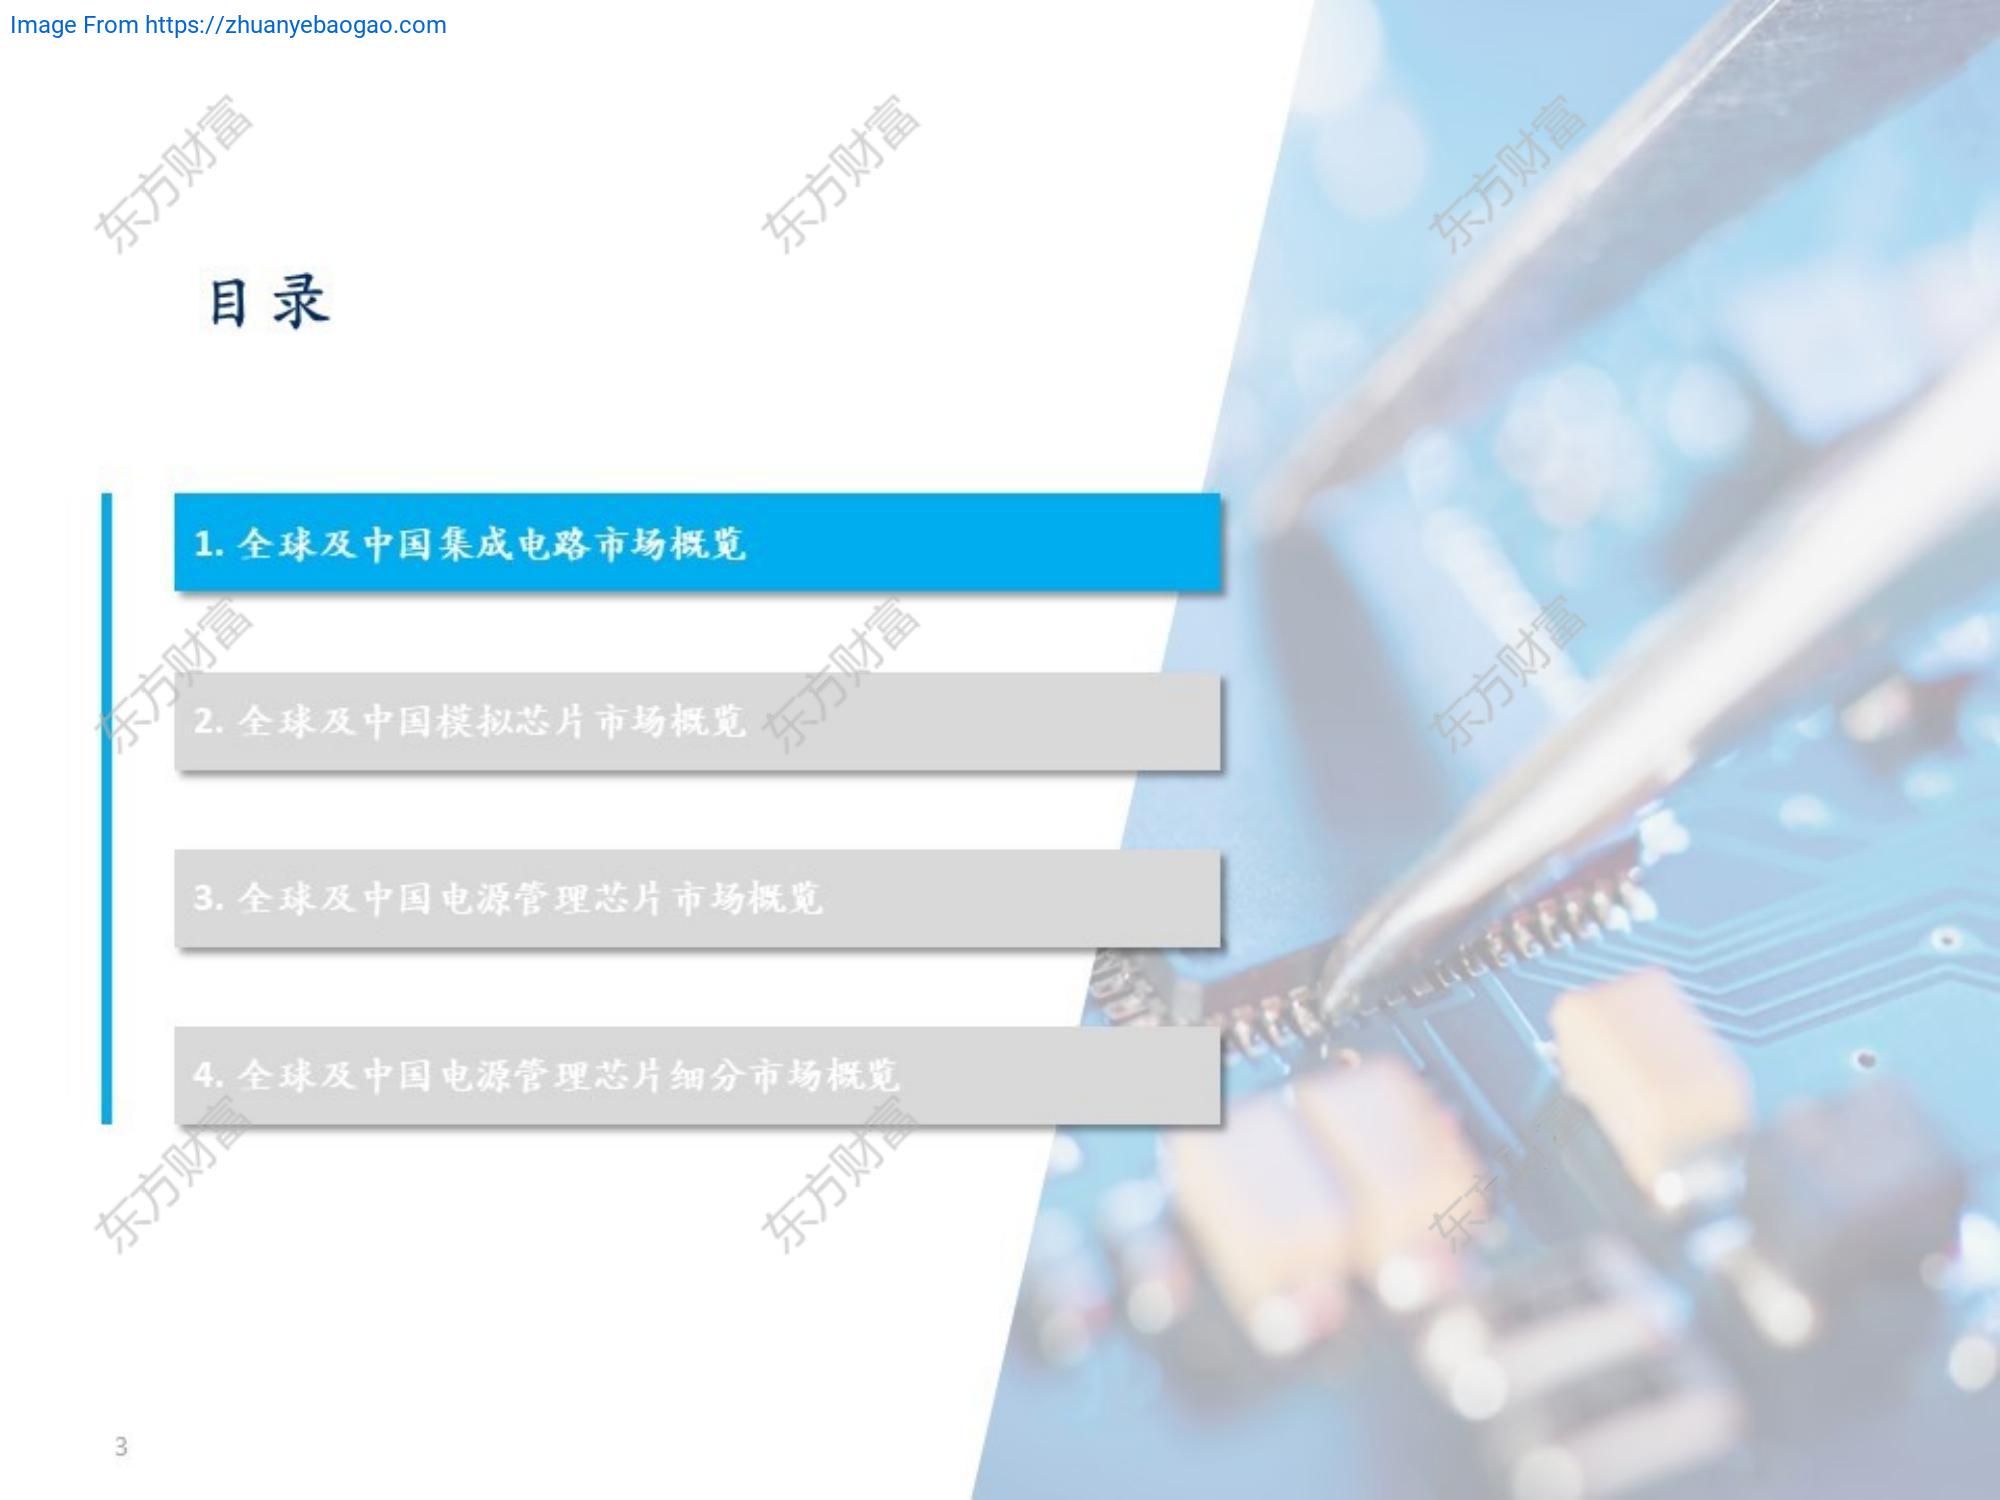 Image From https://zhuanyebaogao.com
东方财富
东方财富
东方财富
目录
1. 全球及中国集成电路市场概览
东方财富
东方财富
东方财富
2. 全球及中国模拟芯片市场概览
3. 全球及中国电源管理芯片市场概览
4. 全球及中国电源管理芯片细分市场概览
东方财富
东方财富
东方财富
3